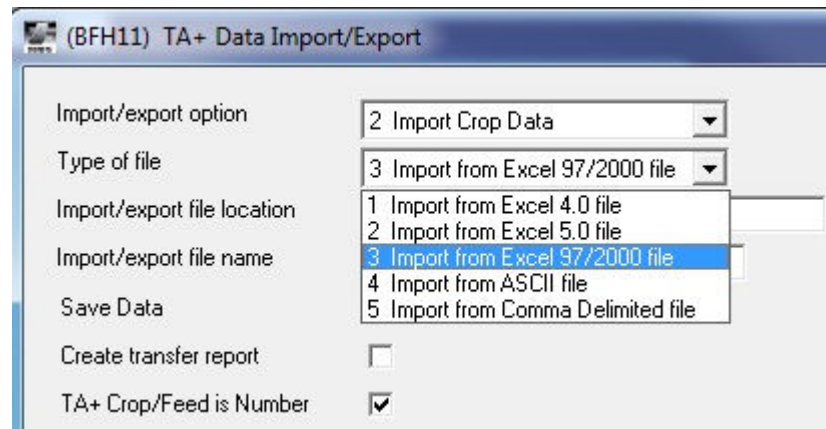 (BFH11) TA+ Data Import/Export
Import/export option
2 Import Crop Data
Type of file
3 Import from Excel 97/2000 file
Import/export file location
1 Import from Excel 4.0 file
2 Import from Excel 5.0 file
Import/export file name
3 Import from Excel 97/2000 file
4 Import from ASCII file
Save Data
5 Import from Comma Delimited file
Create transfer report
TA+ Crop/Feed is Number